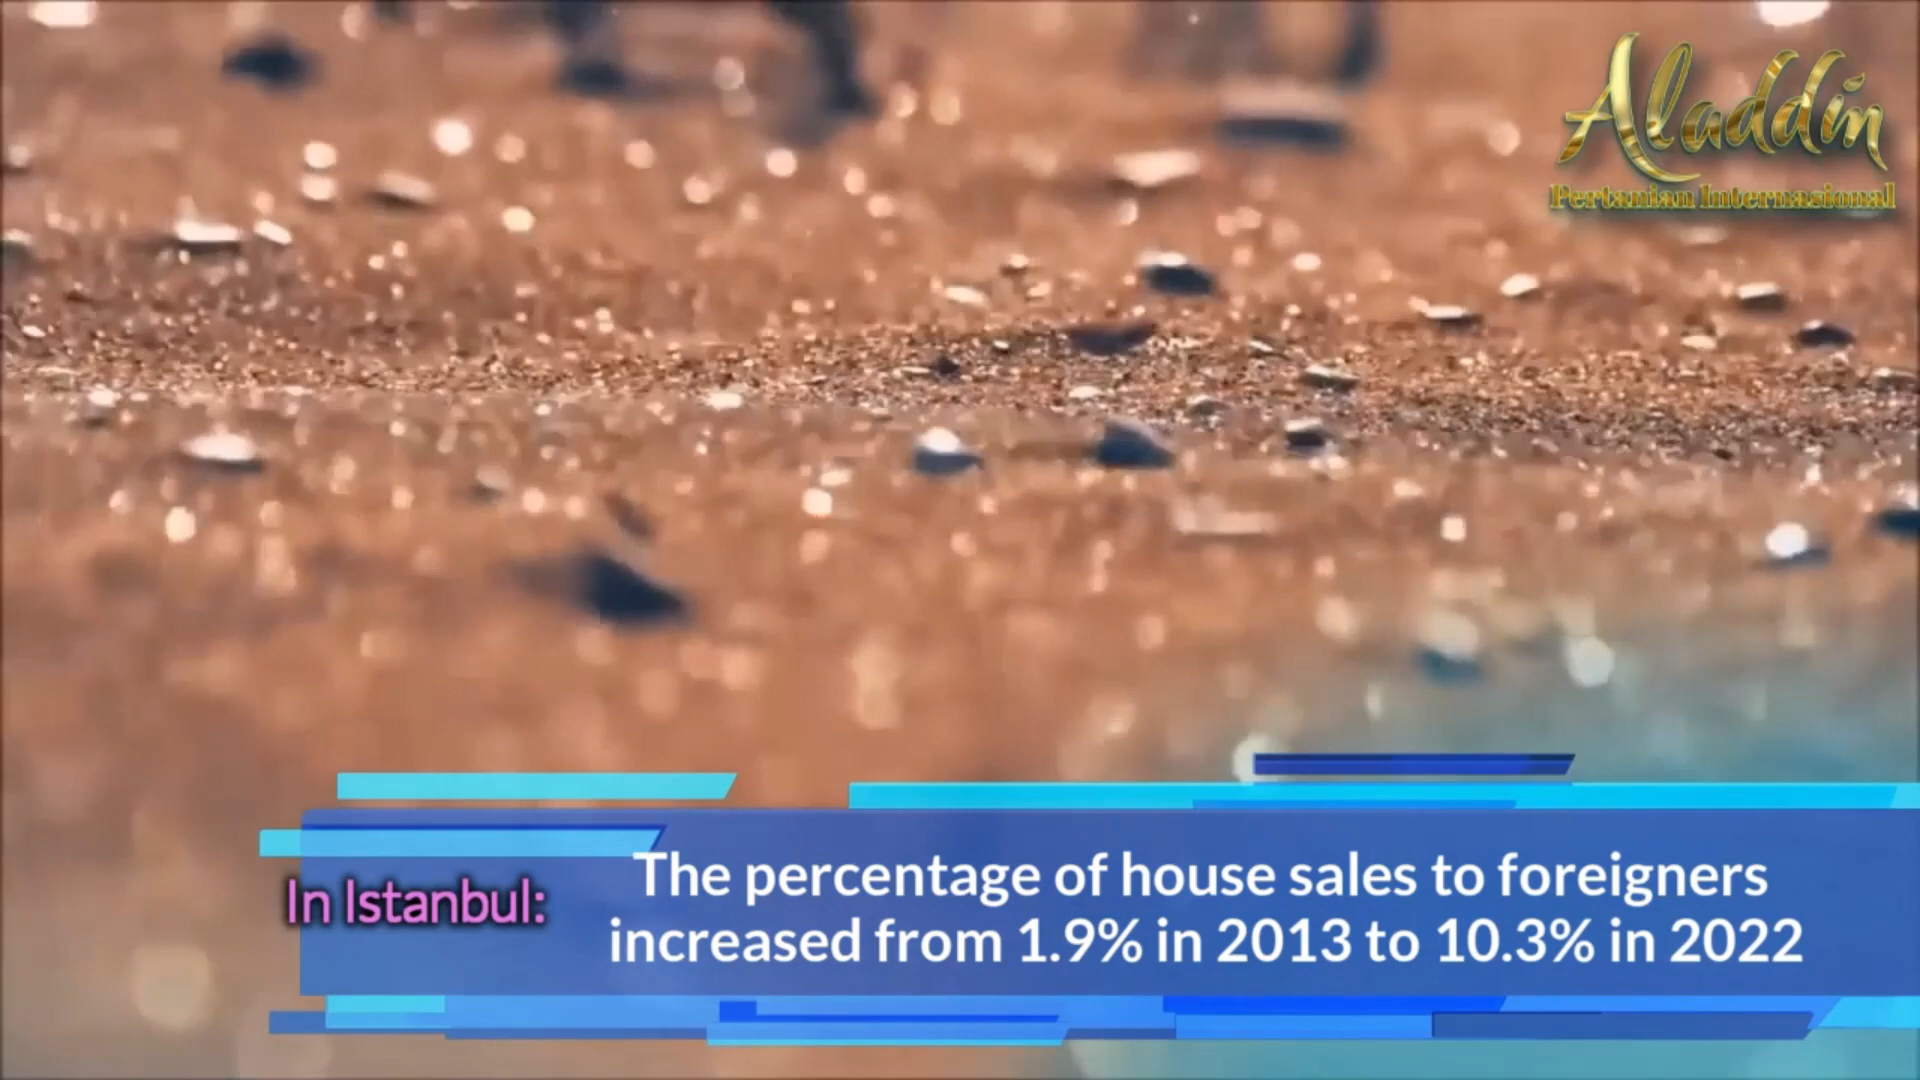 Aladdin
Pertanian Internasional
In Istanbul:
The percentage of house sales to foreigners
increased from 1.9% in 2013 to 10.3% in 2022